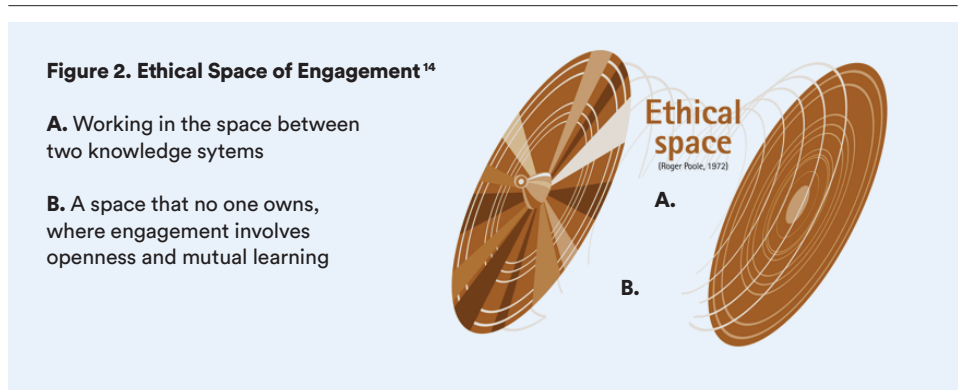 Figure 2. Ethical Space of Engagement 14
A. Working in the space between
two knowledge sytems
B. A space that no one owns,
where engagement involves
openness and mutual learning
Ethical
space
(Roger Poole, 1972)
A.
B.